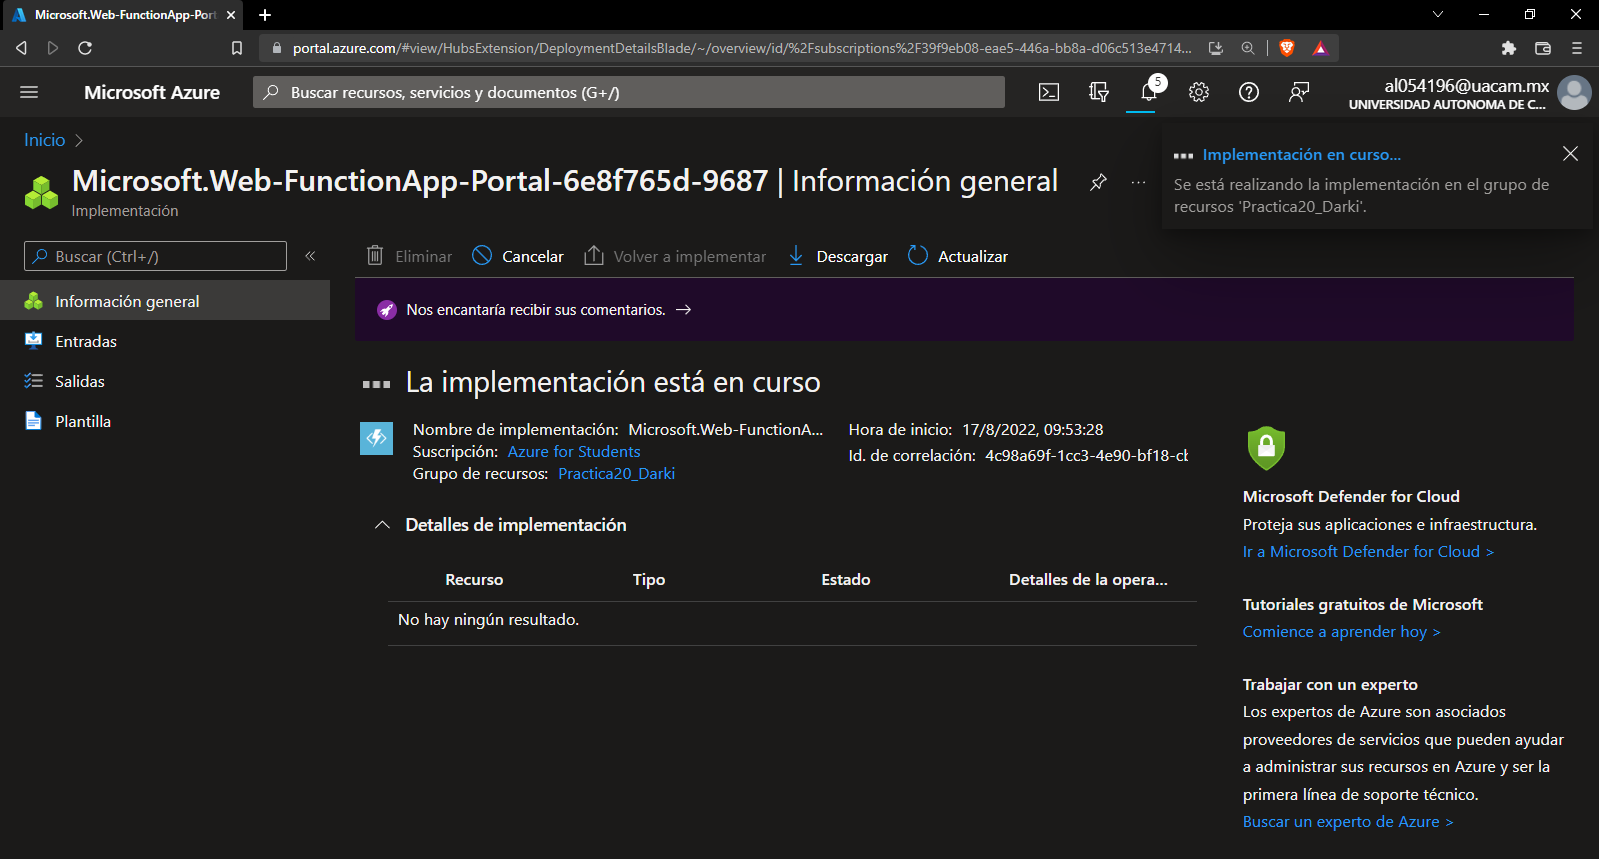 Microsoft.Web-FunctionApp-Port
portal.azure.com/#view/HubsExtension/DeploymentDetailsBlade/~/overview/id/%2Fsubscriptions%2F39f9eb08-eae5-446a-bb8a-d06c513e4714...
Microsoft Azure
Buscar recursos, servicios y documentos (G+/)
5
al054196@uacam.mx
UNIVERSIDAD AUTONOMA DE C...
Inicio
Implementación en curso...
Se está realizando la implementación en el grupo de
recursos 'Practica20_Darki'.
Microsoft.Web-FunctionApp-Portal-6e8f765d-9687 | Información general
Implementación
Buscar (Ctrl+/)
Información general
Entradas
Salidas
Plantilla
Eliminar Cancelar Volver a implementar Descargar Actualizar
Nos encantaría recibir sus comentarios. →
La implementación está en curso
Nombre de implementación: Microsoft.Web-FunctionA...
Suscripción: Azure for Students
Grupo de recursos: Practica20_Darki
Hora de inicio: 17/8/2022, 09:53:28
Id. de correlación: 4c98a69f-1cc3-4e90-bf18-cb
Detalles de implementación
Recurso Tipo Estado Detalles de la opera...
No hay ningún resultado.
Microsoft Defender for Cloud
Proteja sus aplicaciones e infraestructura.
Ir a Microsoft Defender for Cloud >
Tutoriales gratuitos de Microsoft
Comience a aprender hoy >
Trabajar con un experto
Los expertos de Azure son asociados
proveedores de servicios que pueden ayudar
a administrar sus recursos en Azure y ser la
primera línea de soporte técnico.
Buscar un experto de Azure >